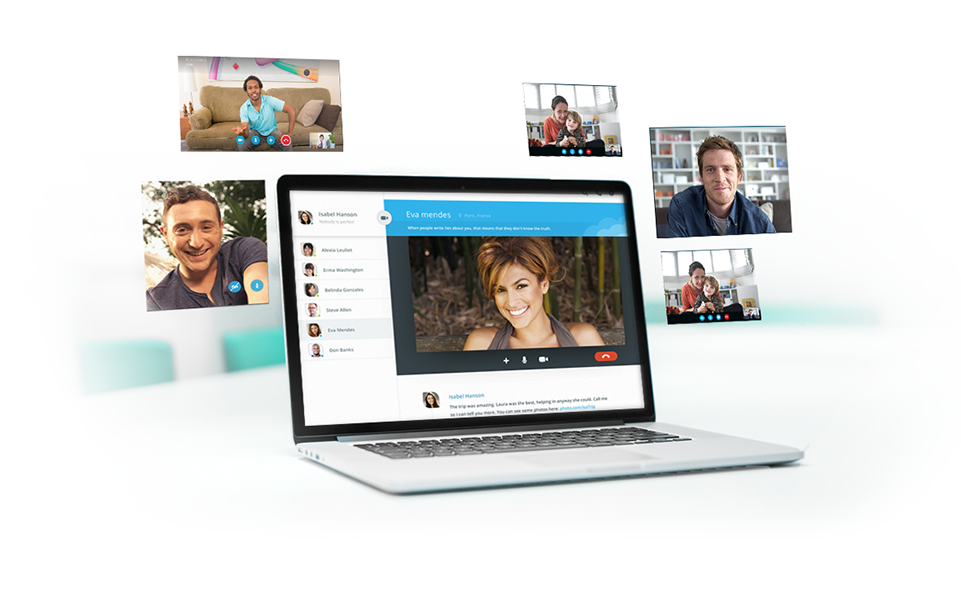 Isabel Hanson
Nobody is perfect
Alexia Leullet
Erma Washington
Belinda Gonzales
Steve Allen
Eva Mendes
Don Banks
Eva mendes Paris, France
When people write lies about you, that means that they don't know the truth.
Isabel Hanson
The trip was amazing. Laura was the best, helping in anyway she could. Call me
so I can tell you more. You can see some photos here: